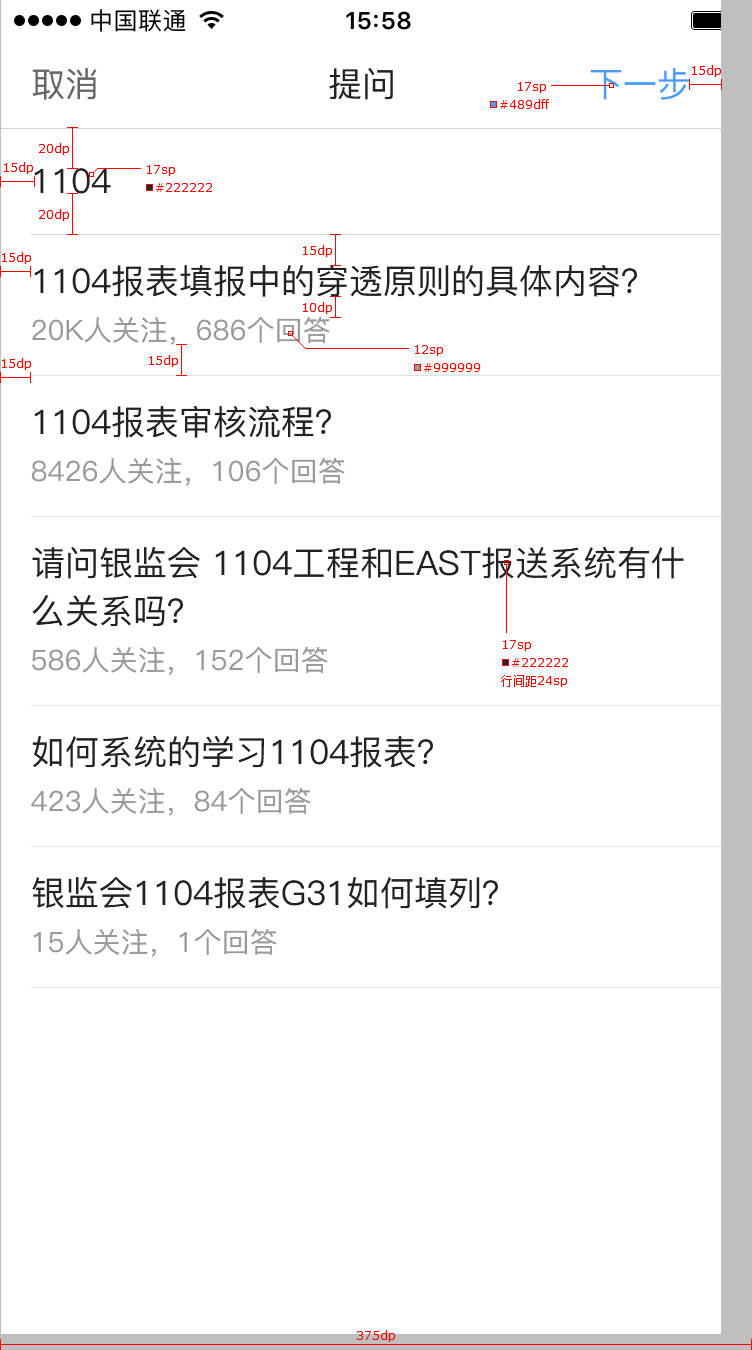 中国联通 15:58
取消 提问 下一步
15dp
17sp
#489dff
20dp
15dp
1104
17sp
#222222
20dp
15dp
15dp
1104报表填报中的穿透原则的具体内容?
10dp
20K人关注，686个回答
12sp
#999999
15dp
15dp
1104报表审核流程?
8426人关注，106个回答
请问银监会 1104工程和EAST报送系统有什
么关系吗?
17sp
#222222
行间距24sp
586人关注，152个回答
如何系统的学习1104报表?
423人关注，84个回答
银监会1104报表G31如何填列?
15人关注，1个回答
375dp